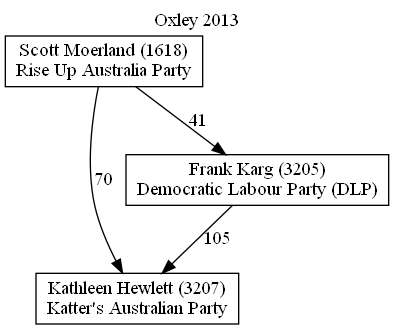 Oxley 2013
Scott Moerland (1618)
Rise Up Australia Party
41
Frank Karg (3205)
Democratic Labour Party (DLP)
70
105
Kathleen Hewlett (3207)
Katter's Australian Party